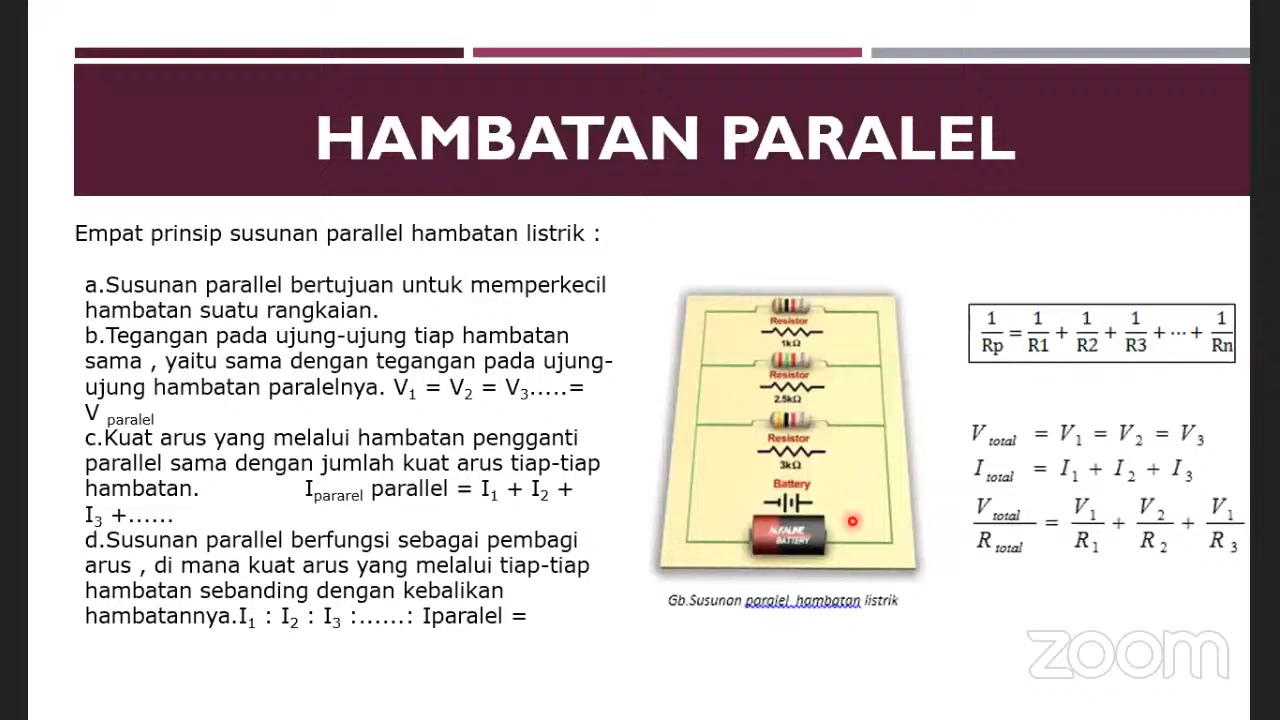 HAMBATAN PARALEL
Empat prinsip susunan parallel hambatan listrik :
a.Susunan parallel bertujuan untuk memperkecil
hambatan suatu rangkaian.
b.Tegangan pada ujung-ujung tiap hambatan
sama , yaitu sama dengan tegangan pada ujung-
ujung hambatan paralelnya. V1 = V2 = V3.....=
V paralel
c.Kuat arus yang melalui hambatan pengganti
parallel sama dengan jumlah kuat arus tiap-tiap
hambatan. Ipararel parallel = I1 + I2 +
I3 +......
d.Susunan parallel berfungsi sebagai pembagi
arus , di mana kuat arus yang melalui tiap-tiap
hambatan sebanding dengan kebalikan
hambatannya.I1 : I2 : I3 :......: Iparalel =
Resistor
1kΩ
Resistor
2.5kΩ
Resistor
3kΩ
Battery
ALKALINE
BATTERY
Gb.Susunan paralel hambatan listrik
1/Rp = 1/R1 + 1/R2 + 1/R3 + ··· + 1/Rn
V total = V1 = V2 = V3
I total = I1 + I2 + I3
V total / R total = V1/R1 + V2/R2 + V1/R3
zoom